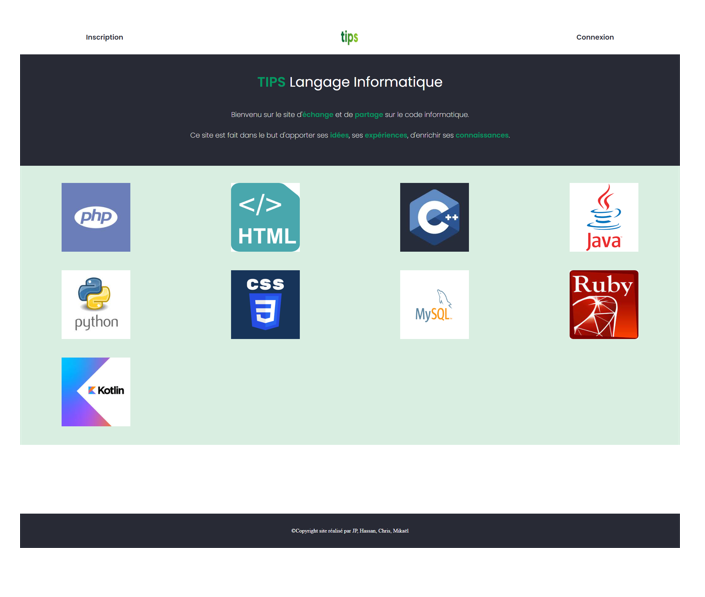 Inscription
tips
Connexion
TIPS Langage Informatique
Bienvenu sur le site d'échange et de partage sur le code informatique.
Ce site est fait dans le but d'apporter ses idées, ses expériences, d'enrichir ses connaissances.
php
</>
HTML
C++
Java
python
CSS
3
MySQL
Ruby
Kotlin
©Copyright site réalisé par JP, Hassan, Chris, Mikaël